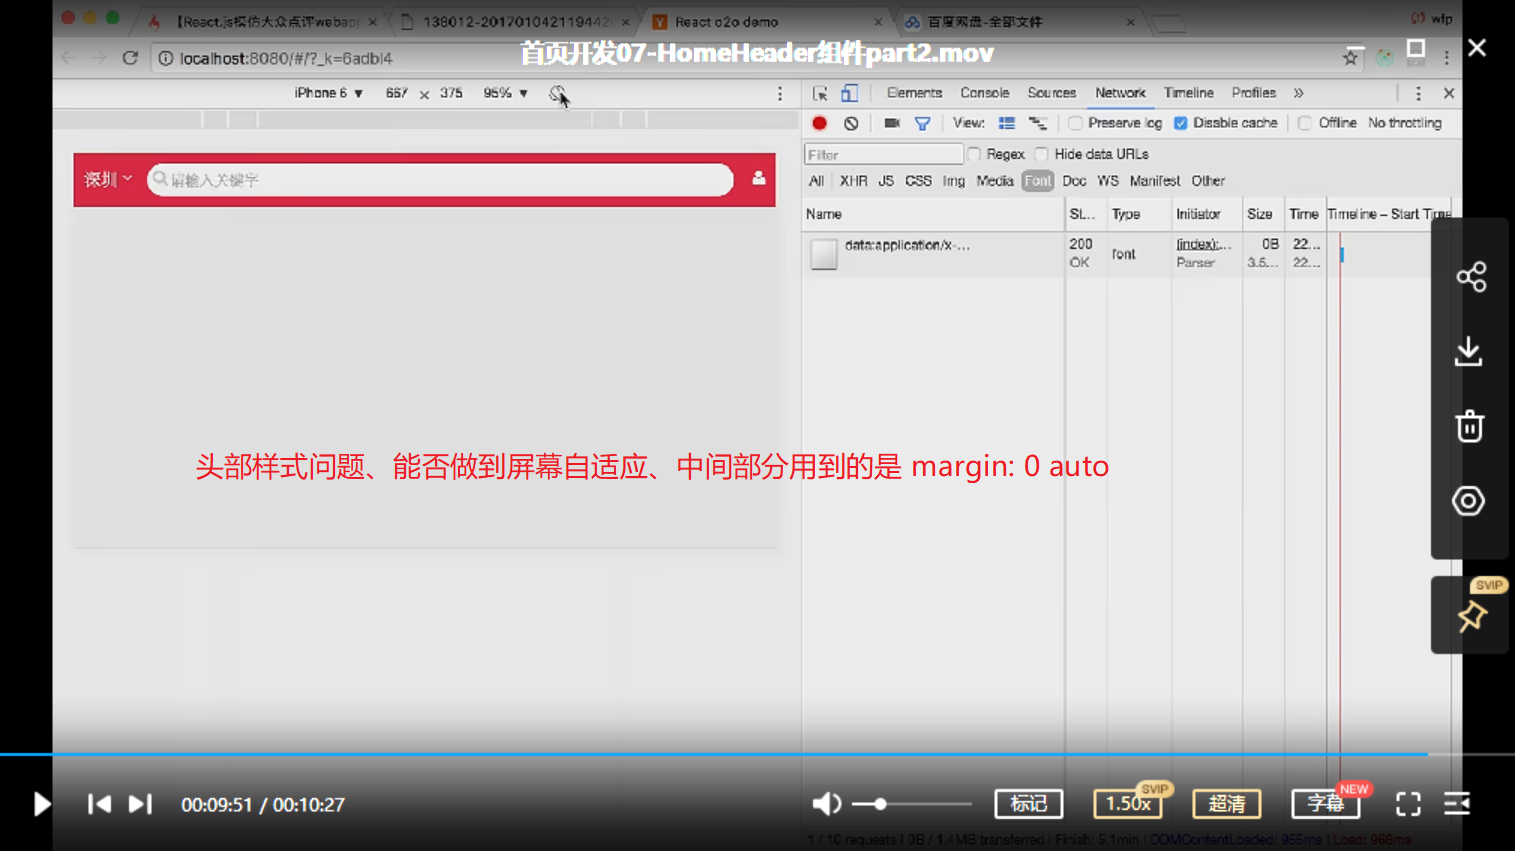 【React.js模仿大众点评webapp
138012-201701042119442
React o2o demo
百度网盘-全部文件
wfp
localhost:8080/#/?_k=6adbl4
首页开发07-HomeHeader组件part2.mov
iPhone 6 ▼ 667 × 375 95% ▼
Elements Console Sources Network Timeline Profiles »
View: Preserve log Disable cache Offline No throttling
Filter Regex Hide data URLs
All XHR JS CSS Img Media Font Doc WS Manifest Other
Name St... Type Initiator Size Time Timeline – Start Time
data:application/x-... 200 OK font (index):... Parser 0B 3.5... 22... 22...
深圳 请输入关键字
头部样式问题、能否做到屏幕自适应、中间部分用到的是 margin: 0 auto
SVIP
00:09:51 / 00:10:27
标记 1.50x SVIP 超清 字幕 NEW
1 / 10 requests | 0B / 1.4MB transferred | Finish: 5.1min | DOMContentLoaded: 955ms | Load: 966ms